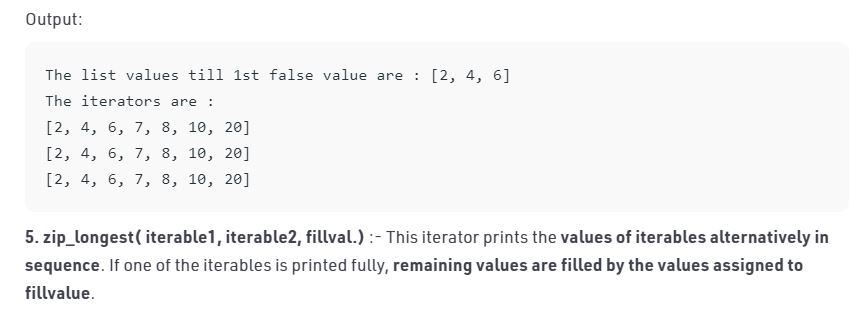 Output:
The list values till 1st false value are : [2, 4, 6]
The iterators are :
[2, 4, 6, 7, 8, 10, 20]
[2, 4, 6, 7, 8, 10, 20]
[2, 4, 6, 7, 8, 10, 20]
5. zip_longest( iterable1, iterable2, fillval.) :- This iterator prints the values of iterables alternatively in
sequence. If one of the iterables is printed fully, remaining values are filled by the values assigned to
fillvalue.